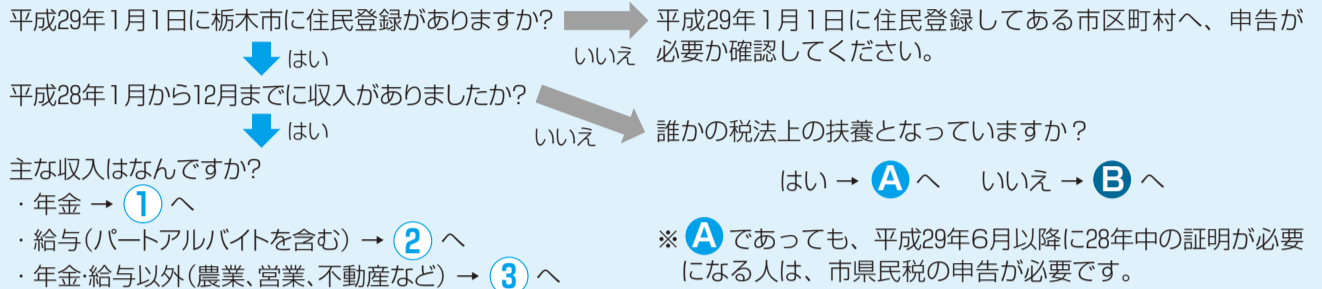 平成29年1月1日に栃木市に住民登録がありますか?
はい
いいえ
平成29年1月1日に住民登録してある市区町村へ、申告が
必要か確認してください。
平成28年1月から12月までに収入がありましたか?
はい
いいえ
誰かの税法上の扶養となっていますか？
はい → A へ　いいえ → B へ
主な収入はなんですか?
・年金 → 1 へ
・給与(パートアルバイトを含む) → 2 へ
・年金・給与以外(農業、営業、不動産など) → 3 へ
※ A であっても、平成29年6月以降に28年中の証明が必要
になる人は、市県民税の申告が必要です。